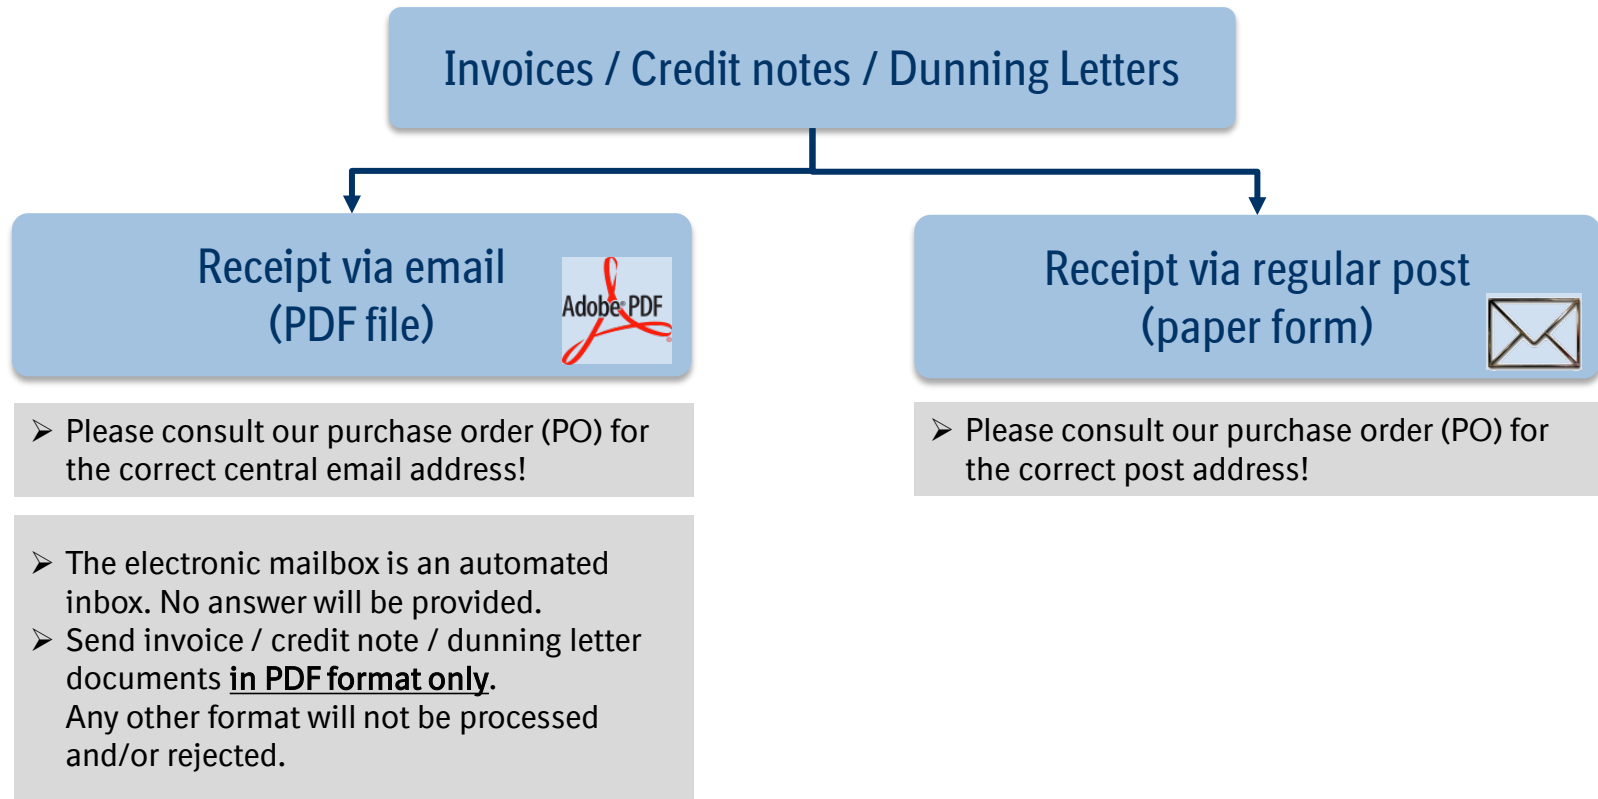 Invoices / Credit notes / Dunning Letters
Receipt via email
(PDF file)
Adobe® PDF
Receipt via regular post
(paper form)
➢ Please consult our purchase order (PO) for
the correct central email address!
➢ Please consult our purchase order (PO) for
the correct post address!
➢ The electronic mailbox is an automated
inbox. No answer will be provided.
➢ Send invoice / credit note / dunning letter
documents in PDF format only.
Any other format will not be processed
and/or rejected.